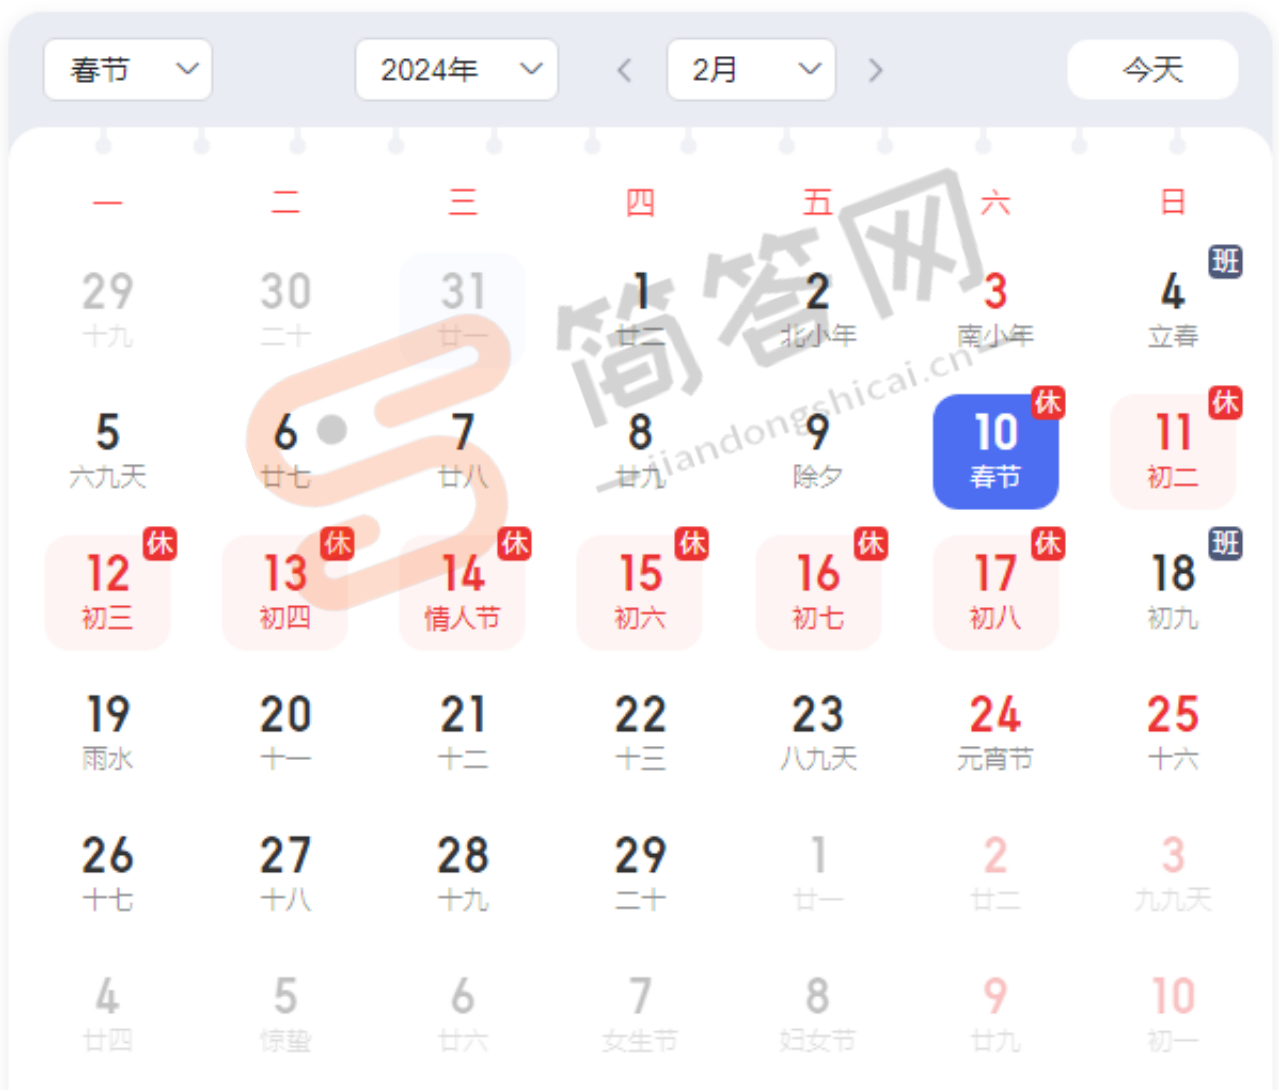 春节 2024年 2月 今天
一 二 三 四 五 六 日
班
29 30 31 1 2 3 4
十九 二十 廿一 廿二 北小年 南小年 立春
休 休
5 6 7 8 9 10 11
六九天 廿七 廿八 廿九 除夕 春节 初二
休 休 休 休 休 休 班
12 13 14 15 16 17 18
初三 初四 情人节 初六 初七 初八 初九
19 20 21 22 23 24 25
雨水 十一 十二 十三 八九天 元宵节 十六
26 27 28 29 1 2 3
十七 十八 十九 二十 廿一 廿二 九九天
4 5 6 7 8 9 10
廿四 惊蛰 廿六 女生节 妇女节 廿九 初一
简答网
jiandongshicai.cn